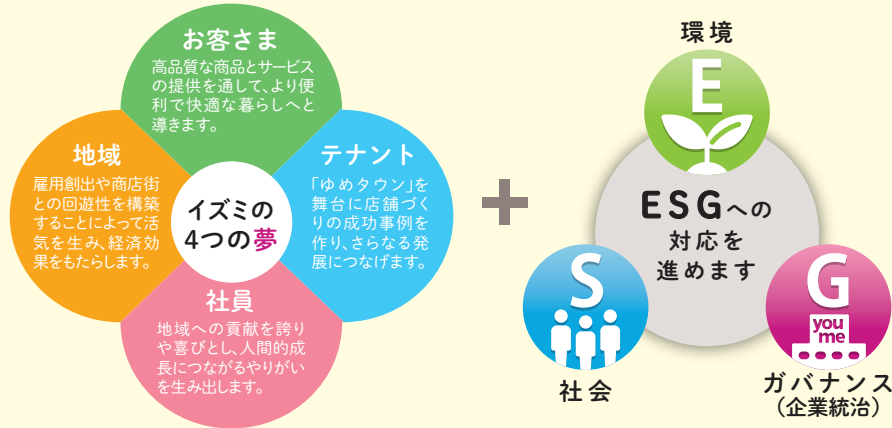 お客さま
高品質な商品とサービス
の提供を通して、より便
利で快適な暮らしへと
導きます。
地域
雇用創出や商店街
との回遊性を構築
することによって活
気を生み、経済効
果をもたらします。
イズミの
4つの夢
テナント
「ゆめタウン」を
舞台に店舗づく
りの成功事例を
作り、さらなる発
展につなげます。
社員
地域への貢献を誇り
や喜びとし、人間的成
長につながるやりがい
を生み出します。
+
環境
E
ESGへの
対応を
進めます
S
社会
G
you
me
ガバナンス
（企業統治）